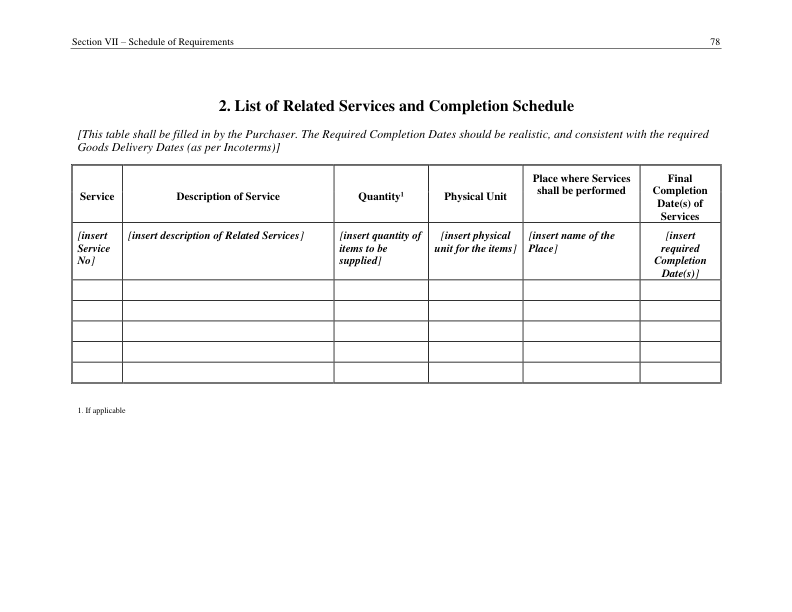 Section VII – Schedule of Requirements 78
2. List of Related Services and Completion Schedule
[This table shall be filled in by the Purchaser. The Required Completion Dates should be realistic, and consistent with the required
Goods Delivery Dates (as per Incoterms)]
Service
Description of Service
Quantity¹
Physical Unit
Place where Services
shall be performed
Final
Completion
Date(s) of
Services
[insert
Service
No]
[insert description of Related Services]
[insert quantity of
items to be
supplied]
[insert physical
unit for the items]
[insert name of the
Place]
[insert
required
Completion
Date(s)]
1. If applicable